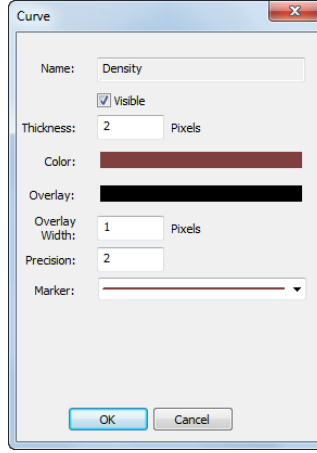 Curve
Name: Density
Visible
Thickness: 2 Pixels
Color:
Overlay:
Overlay
Width: 1 Pixels
Precision: 2
Marker:
OK Cancel